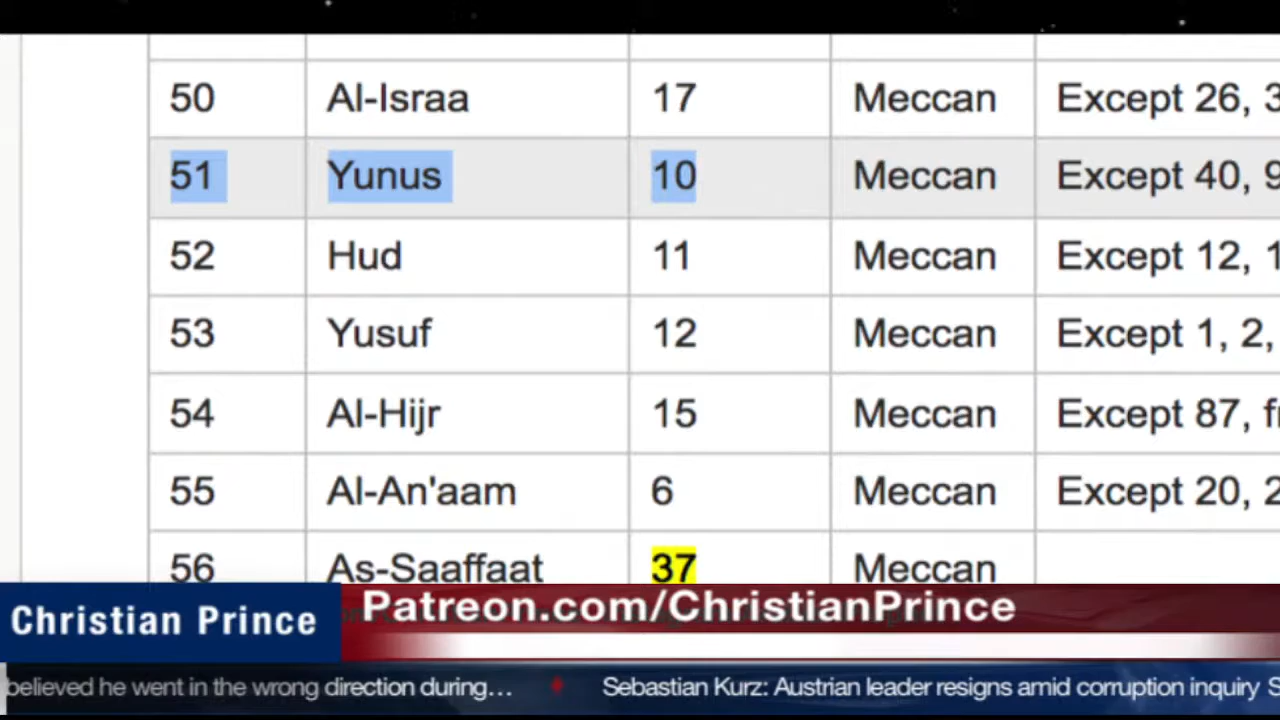 50 Al-Israa 17 Meccan Except 26, 3
51 Yunus 10 Meccan Except 40, 9
52 Hud 11 Meccan Except 12, 1
53 Yusuf 12 Meccan Except 1, 2,
54 Al-Hijr 15 Meccan Except 87, fr
55 Al-An'aam 6 Meccan Except 20, 2
56 As-Saaffaat 37 Meccan
Christian Prince Patreon.com/ChristianPrince
believed he went in the wrong direction during... Sebastian Kurz: Austrian leader resigns amid corruption inquiry S